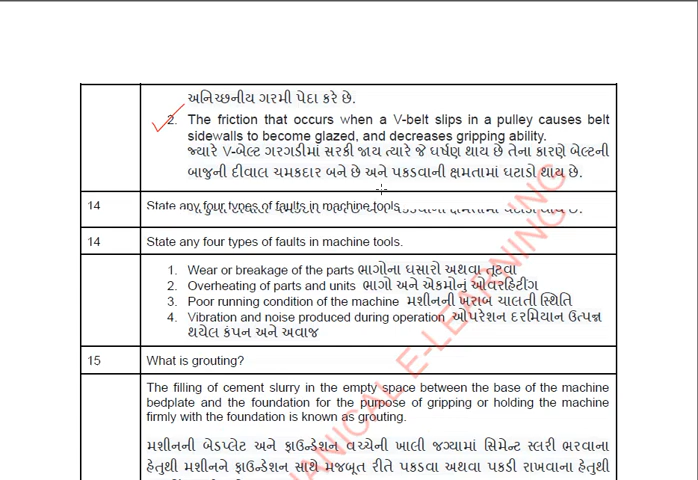 અનિચ્છનીય ગરમી પેદા કરે છે.
2. The friction that occurs when a V-belt slips in a pulley causes belt
sidewalls to become glazed, and decreases gripping ability.
જ્યારે V-બેલ્ટ ગરગડીમાં સરકી જાય ત્યારે જે ઘર્ષણ થાય છે તેના કારણે બેલ્ટની
બાજુની દીવાલ ચમકદાર બને છે અને પકડવાની ક્ષમતામાં ઘટાડો થાય છે.
14 State any four types of faults in machine tools.
14 State any four types of faults in machine tools.
1. Wear or breakage of the parts ભાગોના ઘસારો અથવા તૂટવા
2. Overheating of parts and units ભાગો અને એકમોનું ઓવરહિટીંગ
3. Poor running condition of the machine મશીનની ખરાબ ચાલતી સ્થિતિ
4. Vibration and noise produced during operation ઓપરેશન દરમિયાન ઉત્પન્ન
થયેલ કંપન અને અવાજ
15 What is grouting?
The filling of cement slurry in the empty space between the base of the machine
bedplate and the foundation for the purpose of gripping or holding the machine
firmly with the foundation is known as grouting.
મશીનની બેડપ્લેટ અને ફાઉન્ડેશન વચ્ચેની ખાલી જગ્યામાં સિમેન્ટ સ્લરી ભરવાના
હેતુથી મશીનને ફાઉન્ડેશન સાથે મજબૂત રીતે પકડવા અથવા પકડી રાખવાના હેતુથી
HANICAL E-LEARNING